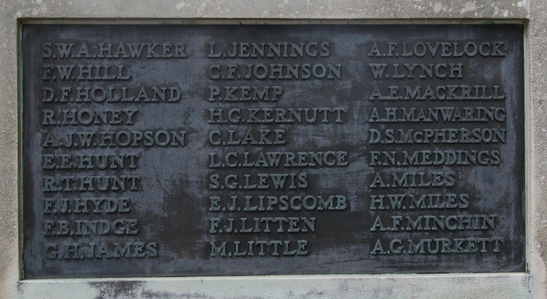 S.W.A.HAWKER
F.W.HILL
D.F.HOLLAND
R.HONEY
A.J.W.HOPSON
E.E.HUNT
R.T.HUNT
F.J.HYDE
F.B.INDGE
G.H.JAMES
L.JENNINGS
C.F.JOHNSON
P.KEMP
H.G.KERNUTT
C.LAKE
L.C.LAWRENCE
S.G.LEWIS
E.J.LIPSCOMB
F.J.LITTEN
M.LITTLE
A.F.LOVELOCK
W.LYNCH
A.E.MACKRILL
A.H.MANWARING
D.S.McPHERSON
F.N.MEDDINGS
A.MILES
H.W.MILES
A.F.MINCHIN
A.G.MURKETT